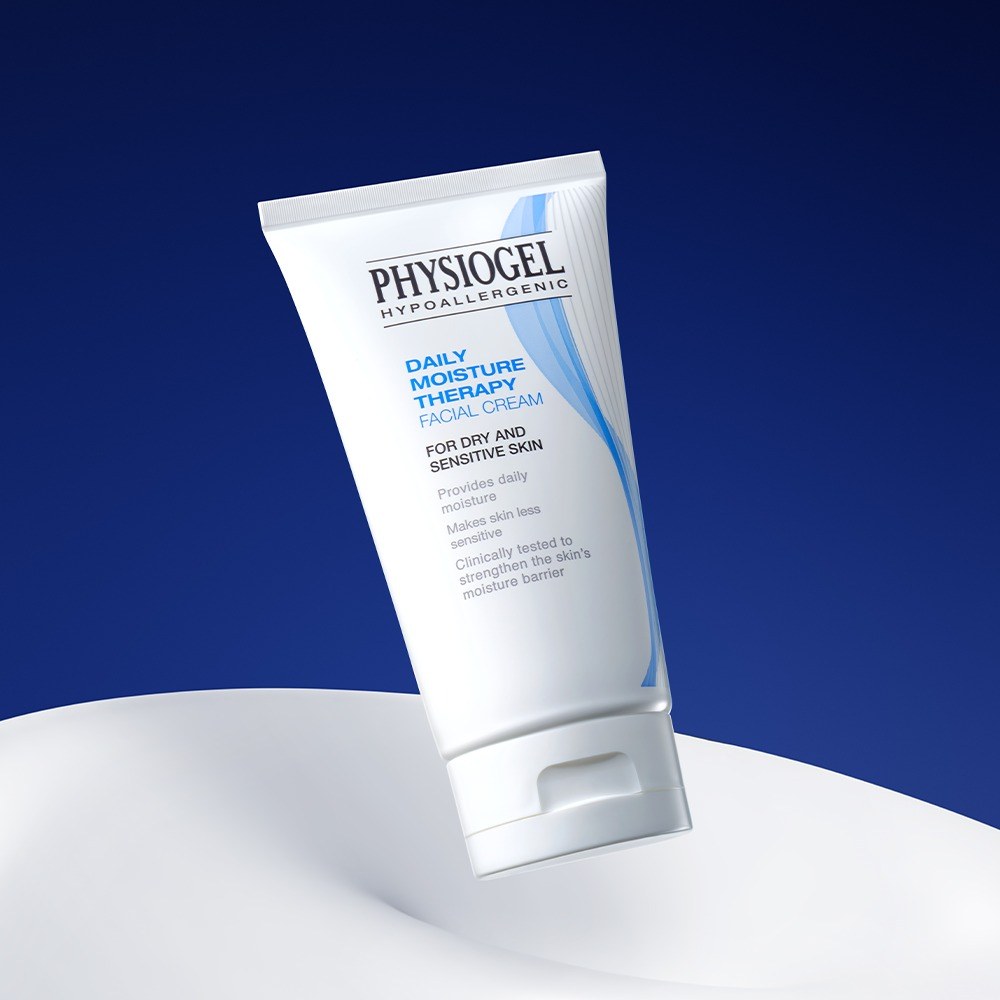 PHYSIOGEL
HYPOALLERGENIC
DAILY
MOISTURE
THERAPY
FACIAL CREAM
FOR DRY AND
SENSITIVE SKIN
Provides daily
moisture
Makes skin less
sensitive
Clinically tested to
strengthen the skin's
moisture barrier